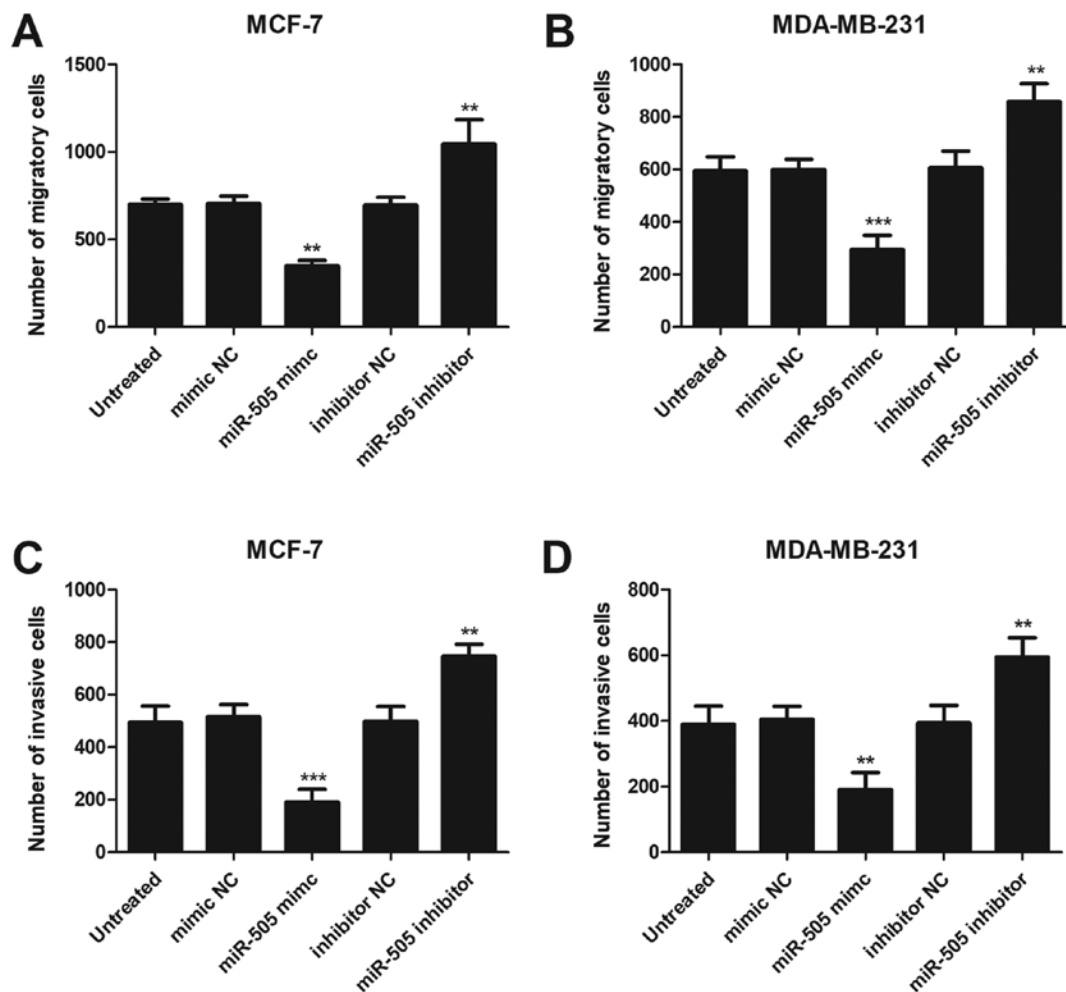 A
MCF-7
Number of migratory cells
1500
1000
500
0
**
**
Untreated
mimic NC
miR-505 mimc
inhibitor NC
miR-505 inhibitor
B
MDA-MB-231
Number of migratory cells
1000
800
600
400
200
0
***
**
Untreated
mimic NC
miR-505 mimc
inhibitor NC
miR-505 inhibitor
C
MCF-7
Number of invasive cells
1000
800
600
400
200
0
***
**
Untreated
mimic NC
miR-505 mimc
inhibitor NC
miR-505 inhibitor
D
MDA-MB-231
Number of invasive cells
800
600
400
200
0
**
**
Untreated
mimic NC
miR-505 mimc
inhibitor NC
miR-505 inhibitor